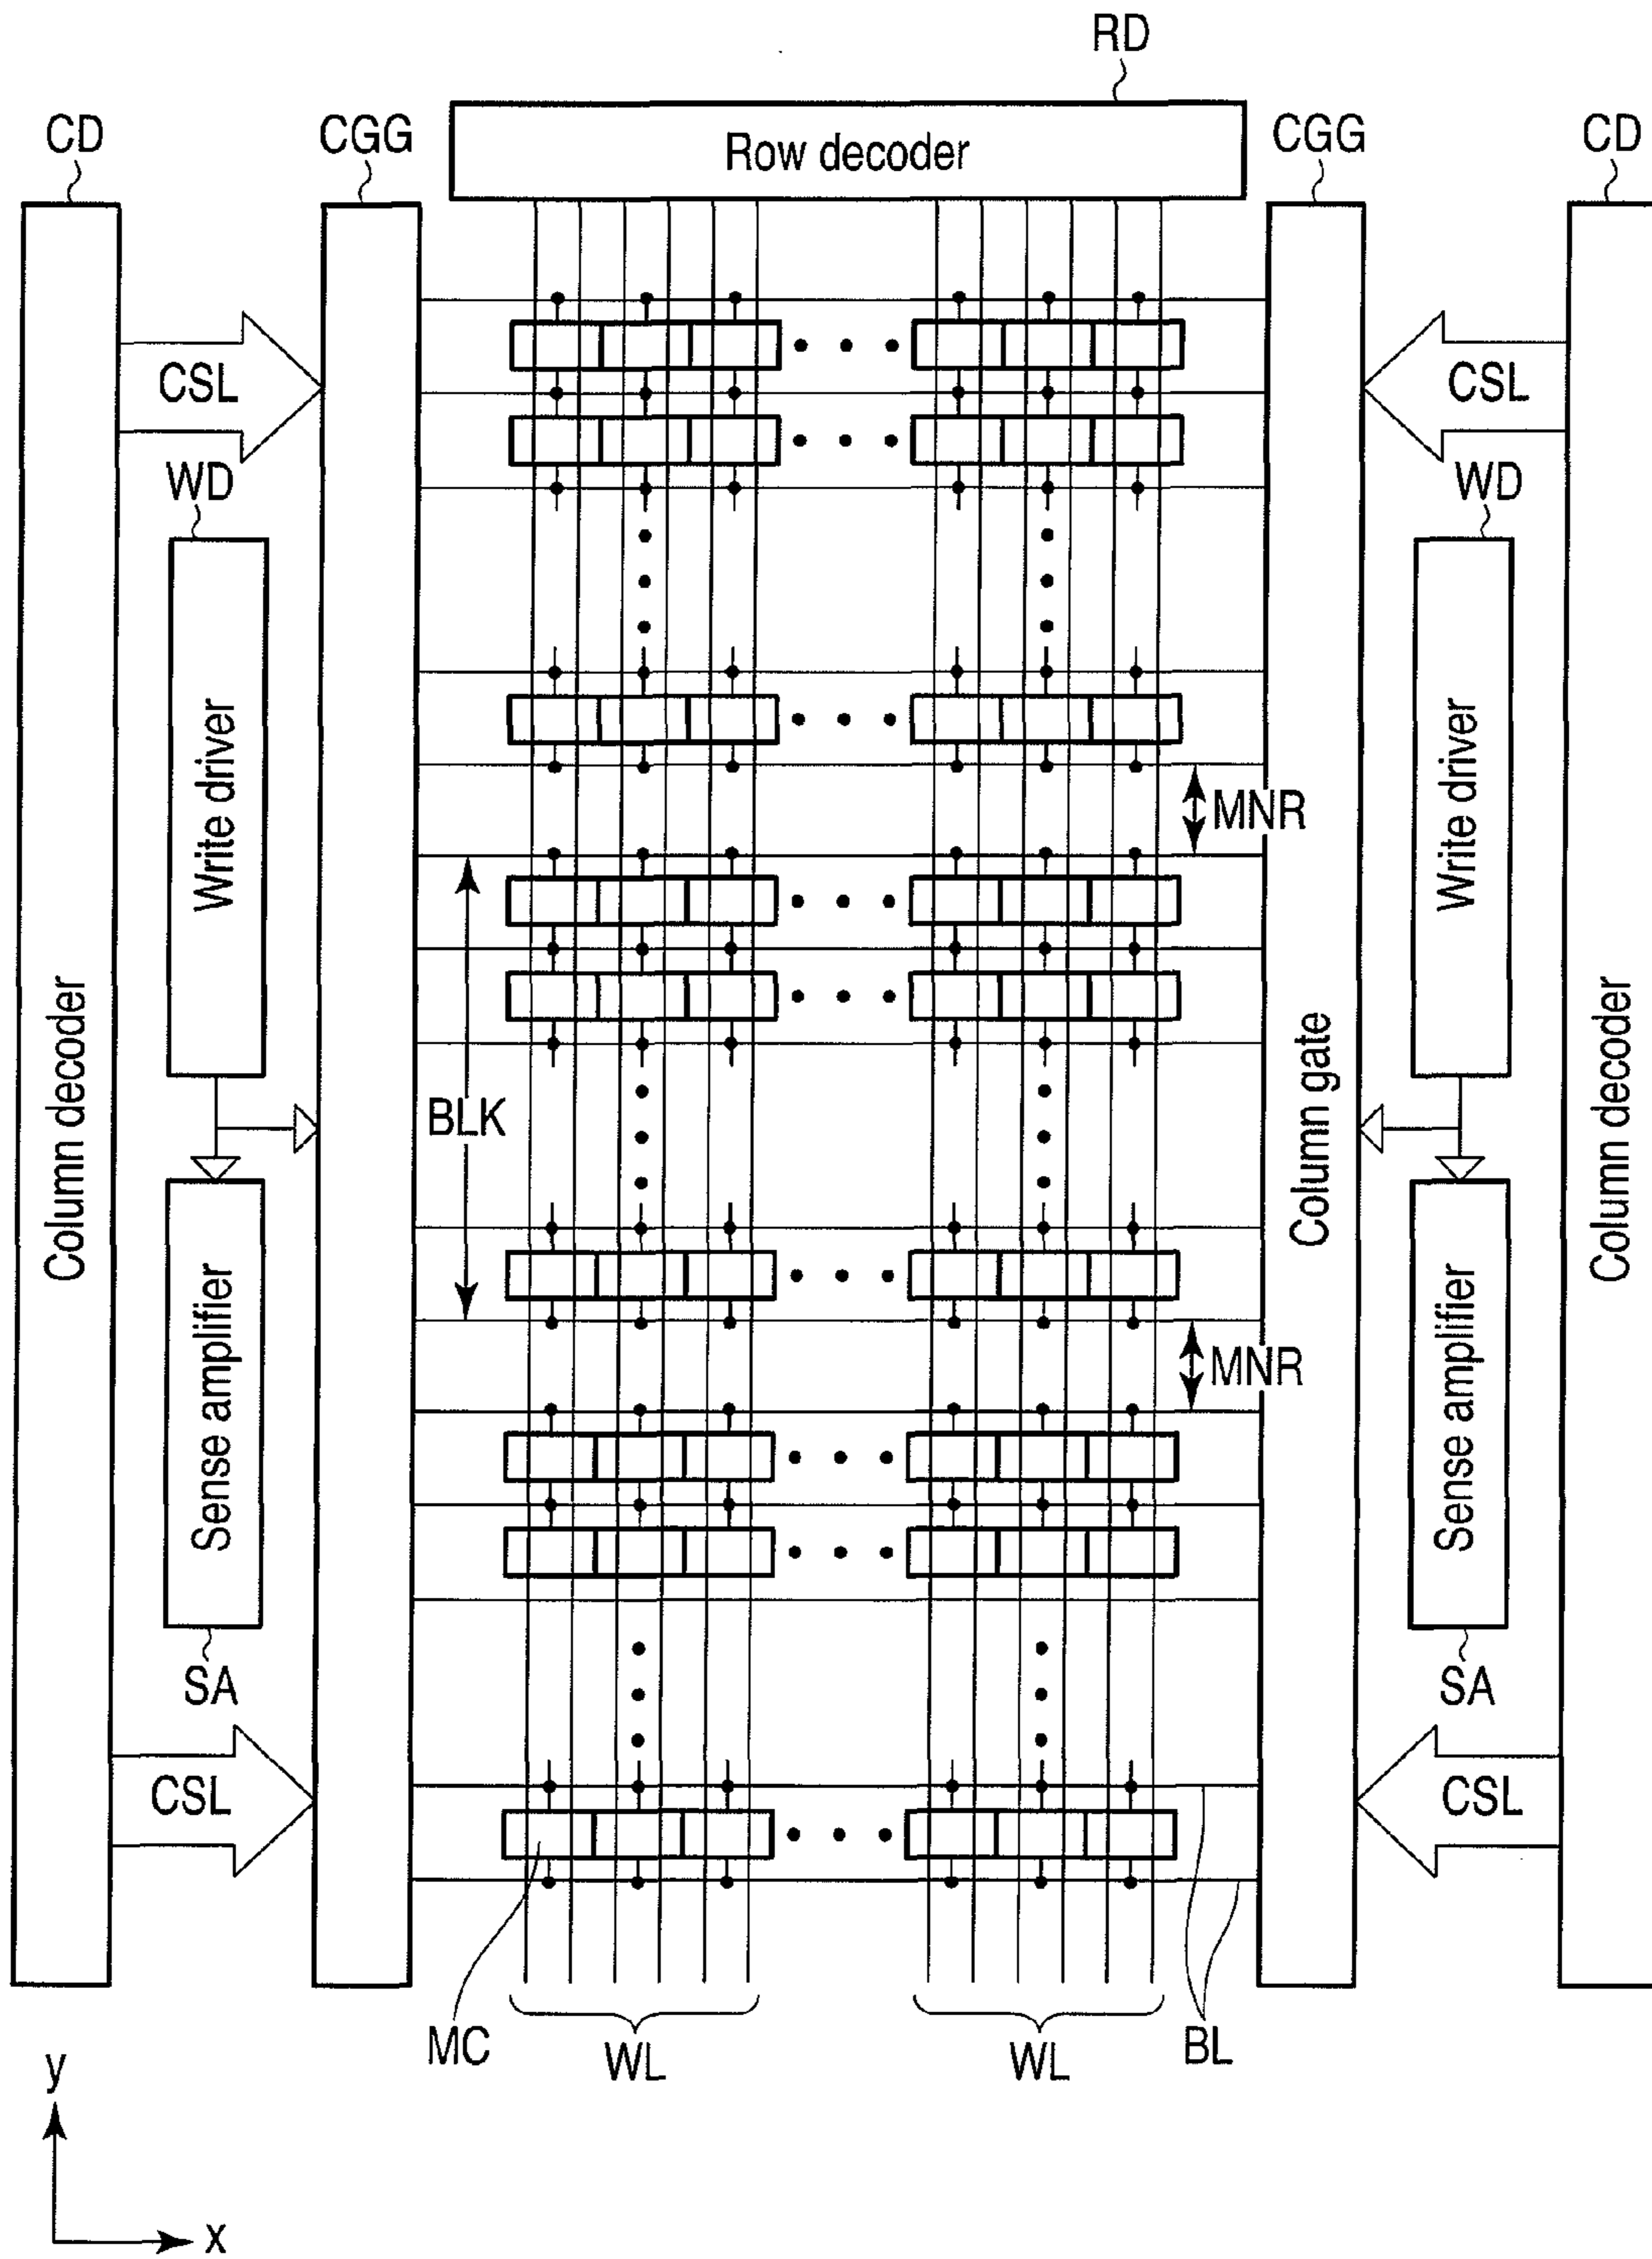 RD
CD
CGG
Row decoder
CGG
CD
CSL
CSL
WD
WD
Write driver
Write driver
MNR
Column decoder
BLK
Column gate
Column decoder
Sense amplifier
Sense amplifier
MNR
SA
SA
CSL
CSL
MC
WL
WL
BL
y
x